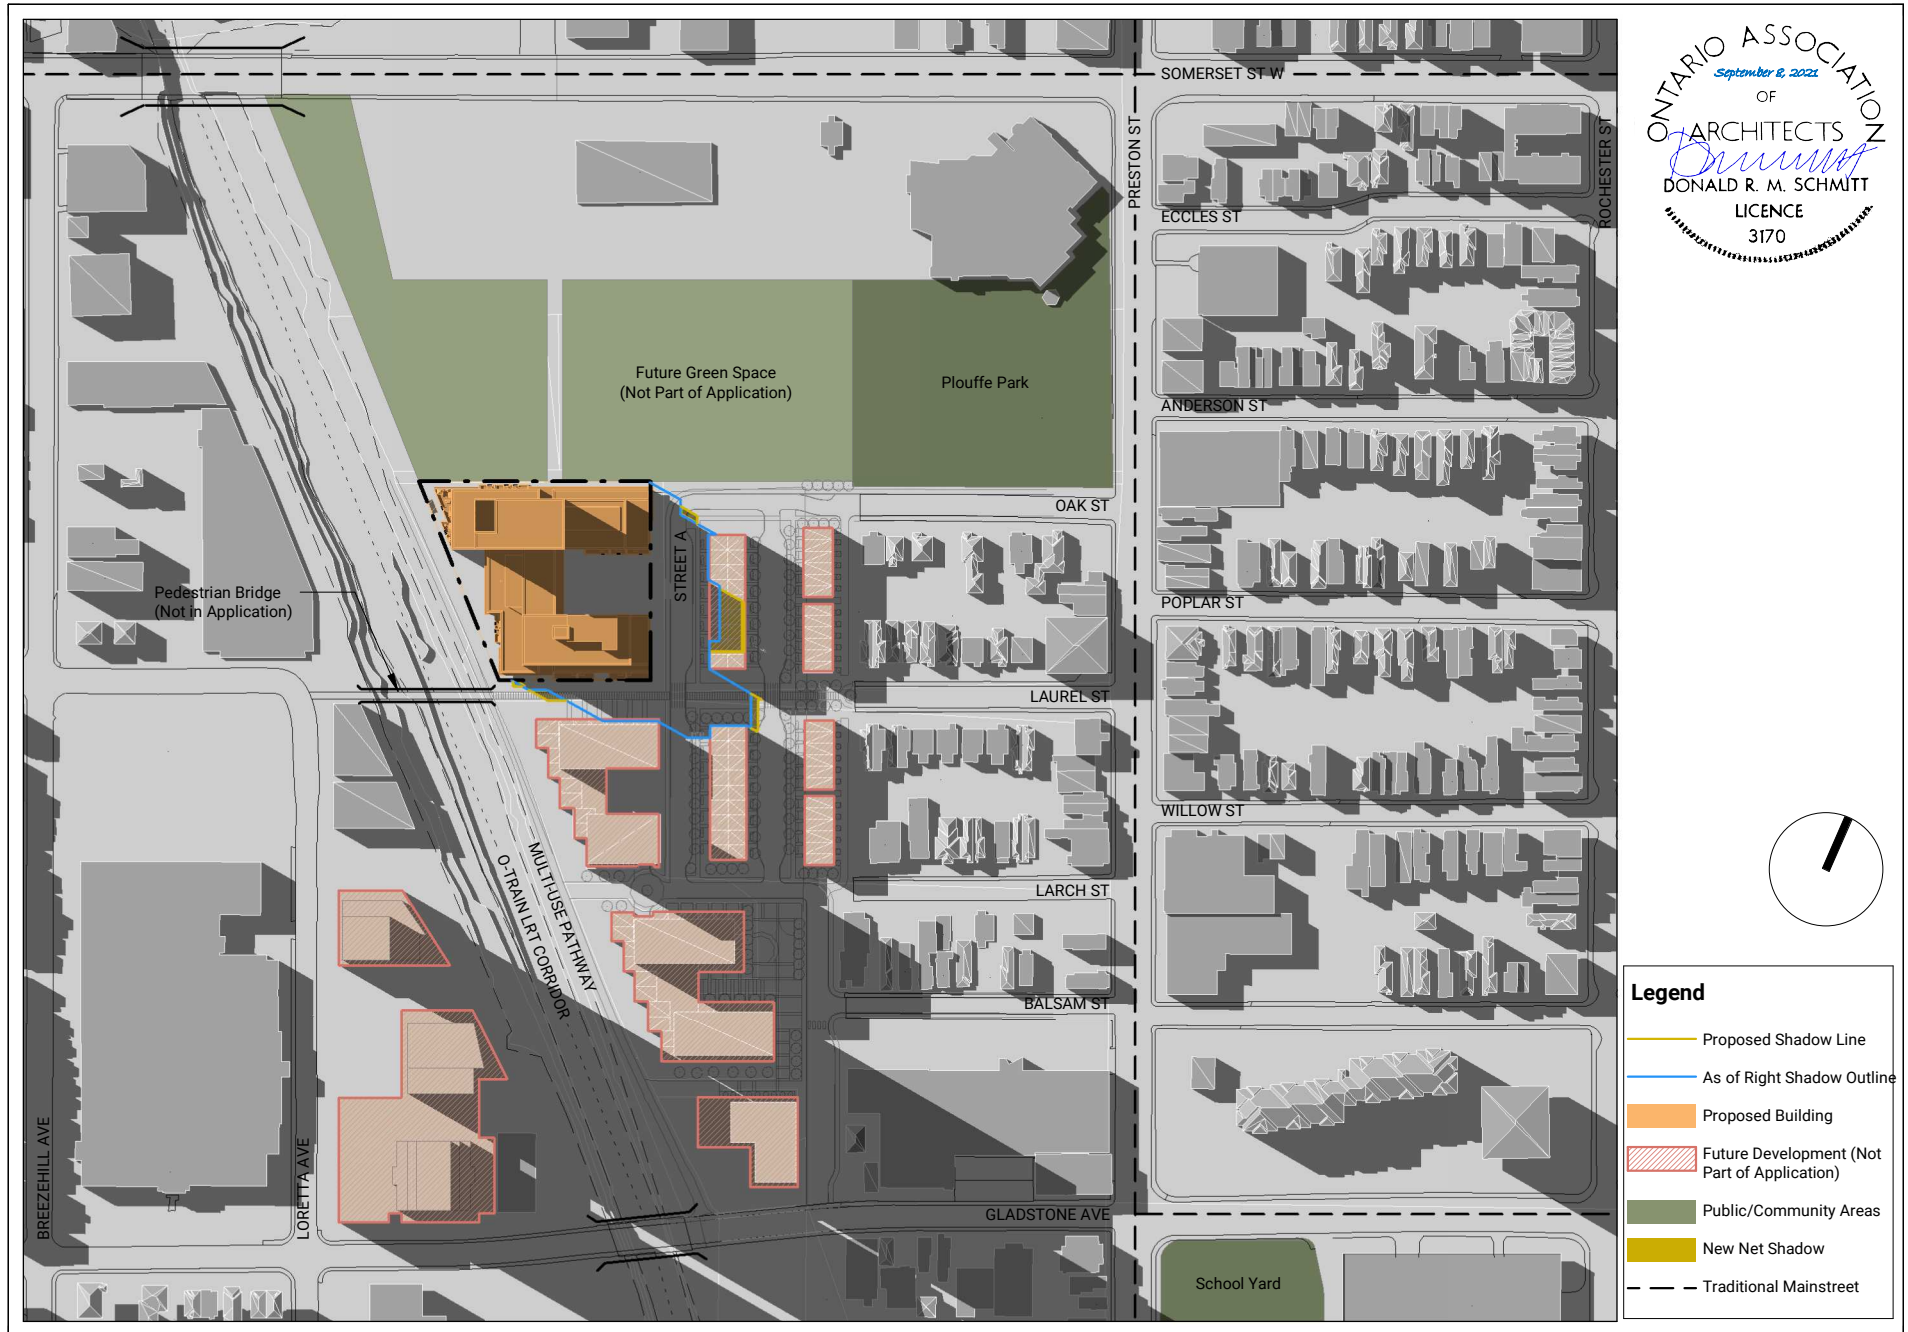 SOMERSET ST W
PRESTON ST
ROCHESTER ST
ECCLES ST
Future Green Space
(Not Part of Application)
Plouffe Park
ANDERSON ST
OAK ST
STREET A
Pedestrian Bridge
(Not in Application)
POPLAR ST
LAUREL ST
WILLOW ST
MULTI-USE PATHWAY
O-TRAIN LRT CORRIDOR
LARCH ST
BALSAM ST
BREEZEHILL AVE
LORETTA AVE
GLADSTONE AVE
School Yard
ONTARIO ASSOCIATION
September 8, 2021
OF
ARCHITECTS
DONALD R. M. SCHMITT
LICENCE
3170
Legend
Proposed Shadow Line
As of Right Shadow Outline
Proposed Building
Future Development (Not
Part of Application)
Public/Community Areas
New Net Shadow
Traditional Mainstreet